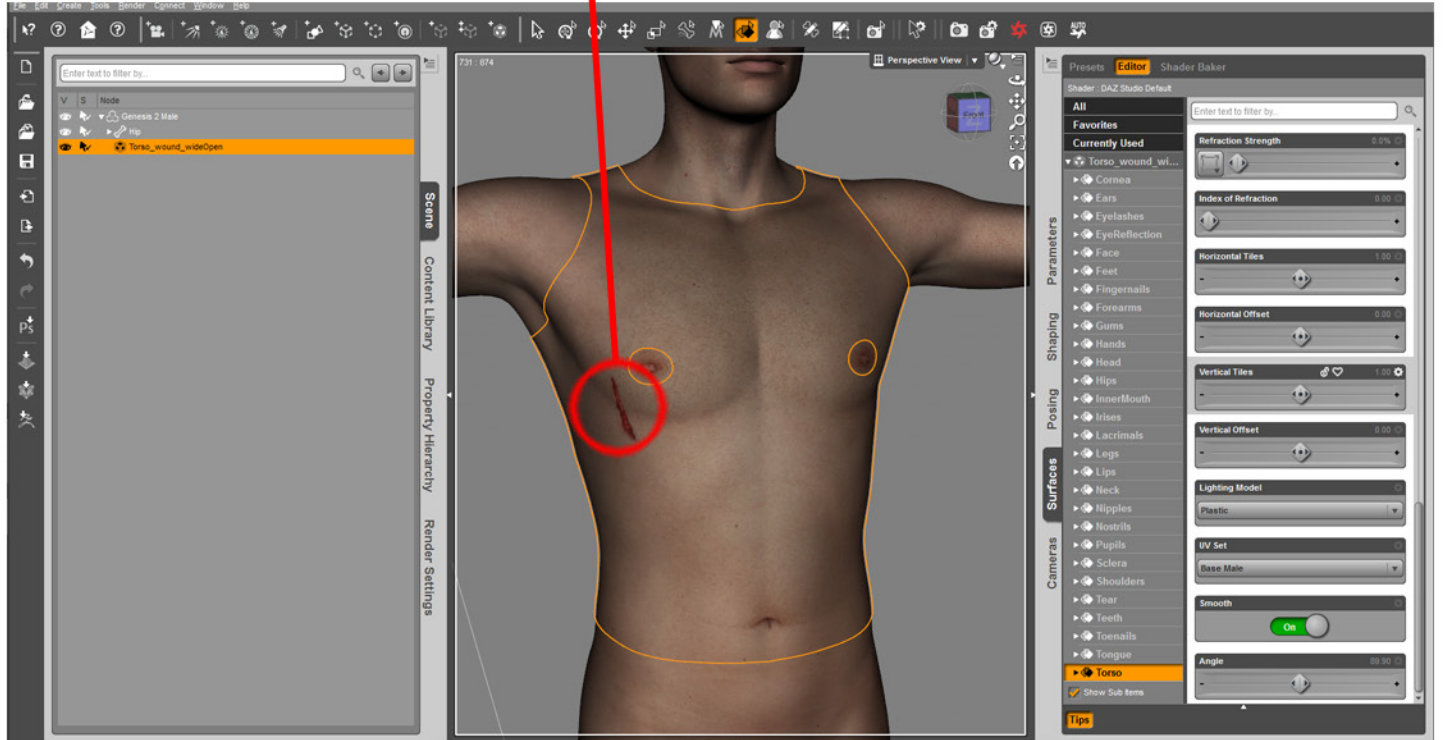 File Edit Create Tools Render Connect Window Help
AUTO
Ps
Enter text to filter by...
V S Node
Genesis 2 Male
Hip
Torso_wound_wideOpen
Scene
Content Library
Property Hierarchy
Render Settings
731 : 874
Perspective View
Parameters
Shaping
Posing
Surfaces
Cameras
Presets Editor Shader Baker
Shader : DAZ Studio Default
All
Favorites
Currently Used
Torso_wound_wi...
Cornea
Ears
Eyelashes
EyeReflection
Face
Feet
Fingernails
Forearms
Gums
Hands
Head
Hips
InnerMouth
Irises
Lacrimals
Legs
Lips
Neck
Nipples
Nostrils
Pupils
Sclera
Shoulders
Tear
Teeth
Toenails
Tongue
Torso
Show Sub Items
Tips
Enter text to filter by...
Refraction Strength 0.0%
Index of Refraction 0.00
Horizontal Tiles 1.00
Horizontal Offset 0.00
Vertical Tiles 1.00
Vertical Offset 0.00
Lighting Model
Plastic
UV Set
Base Male
Smooth
On
Angle 89.90